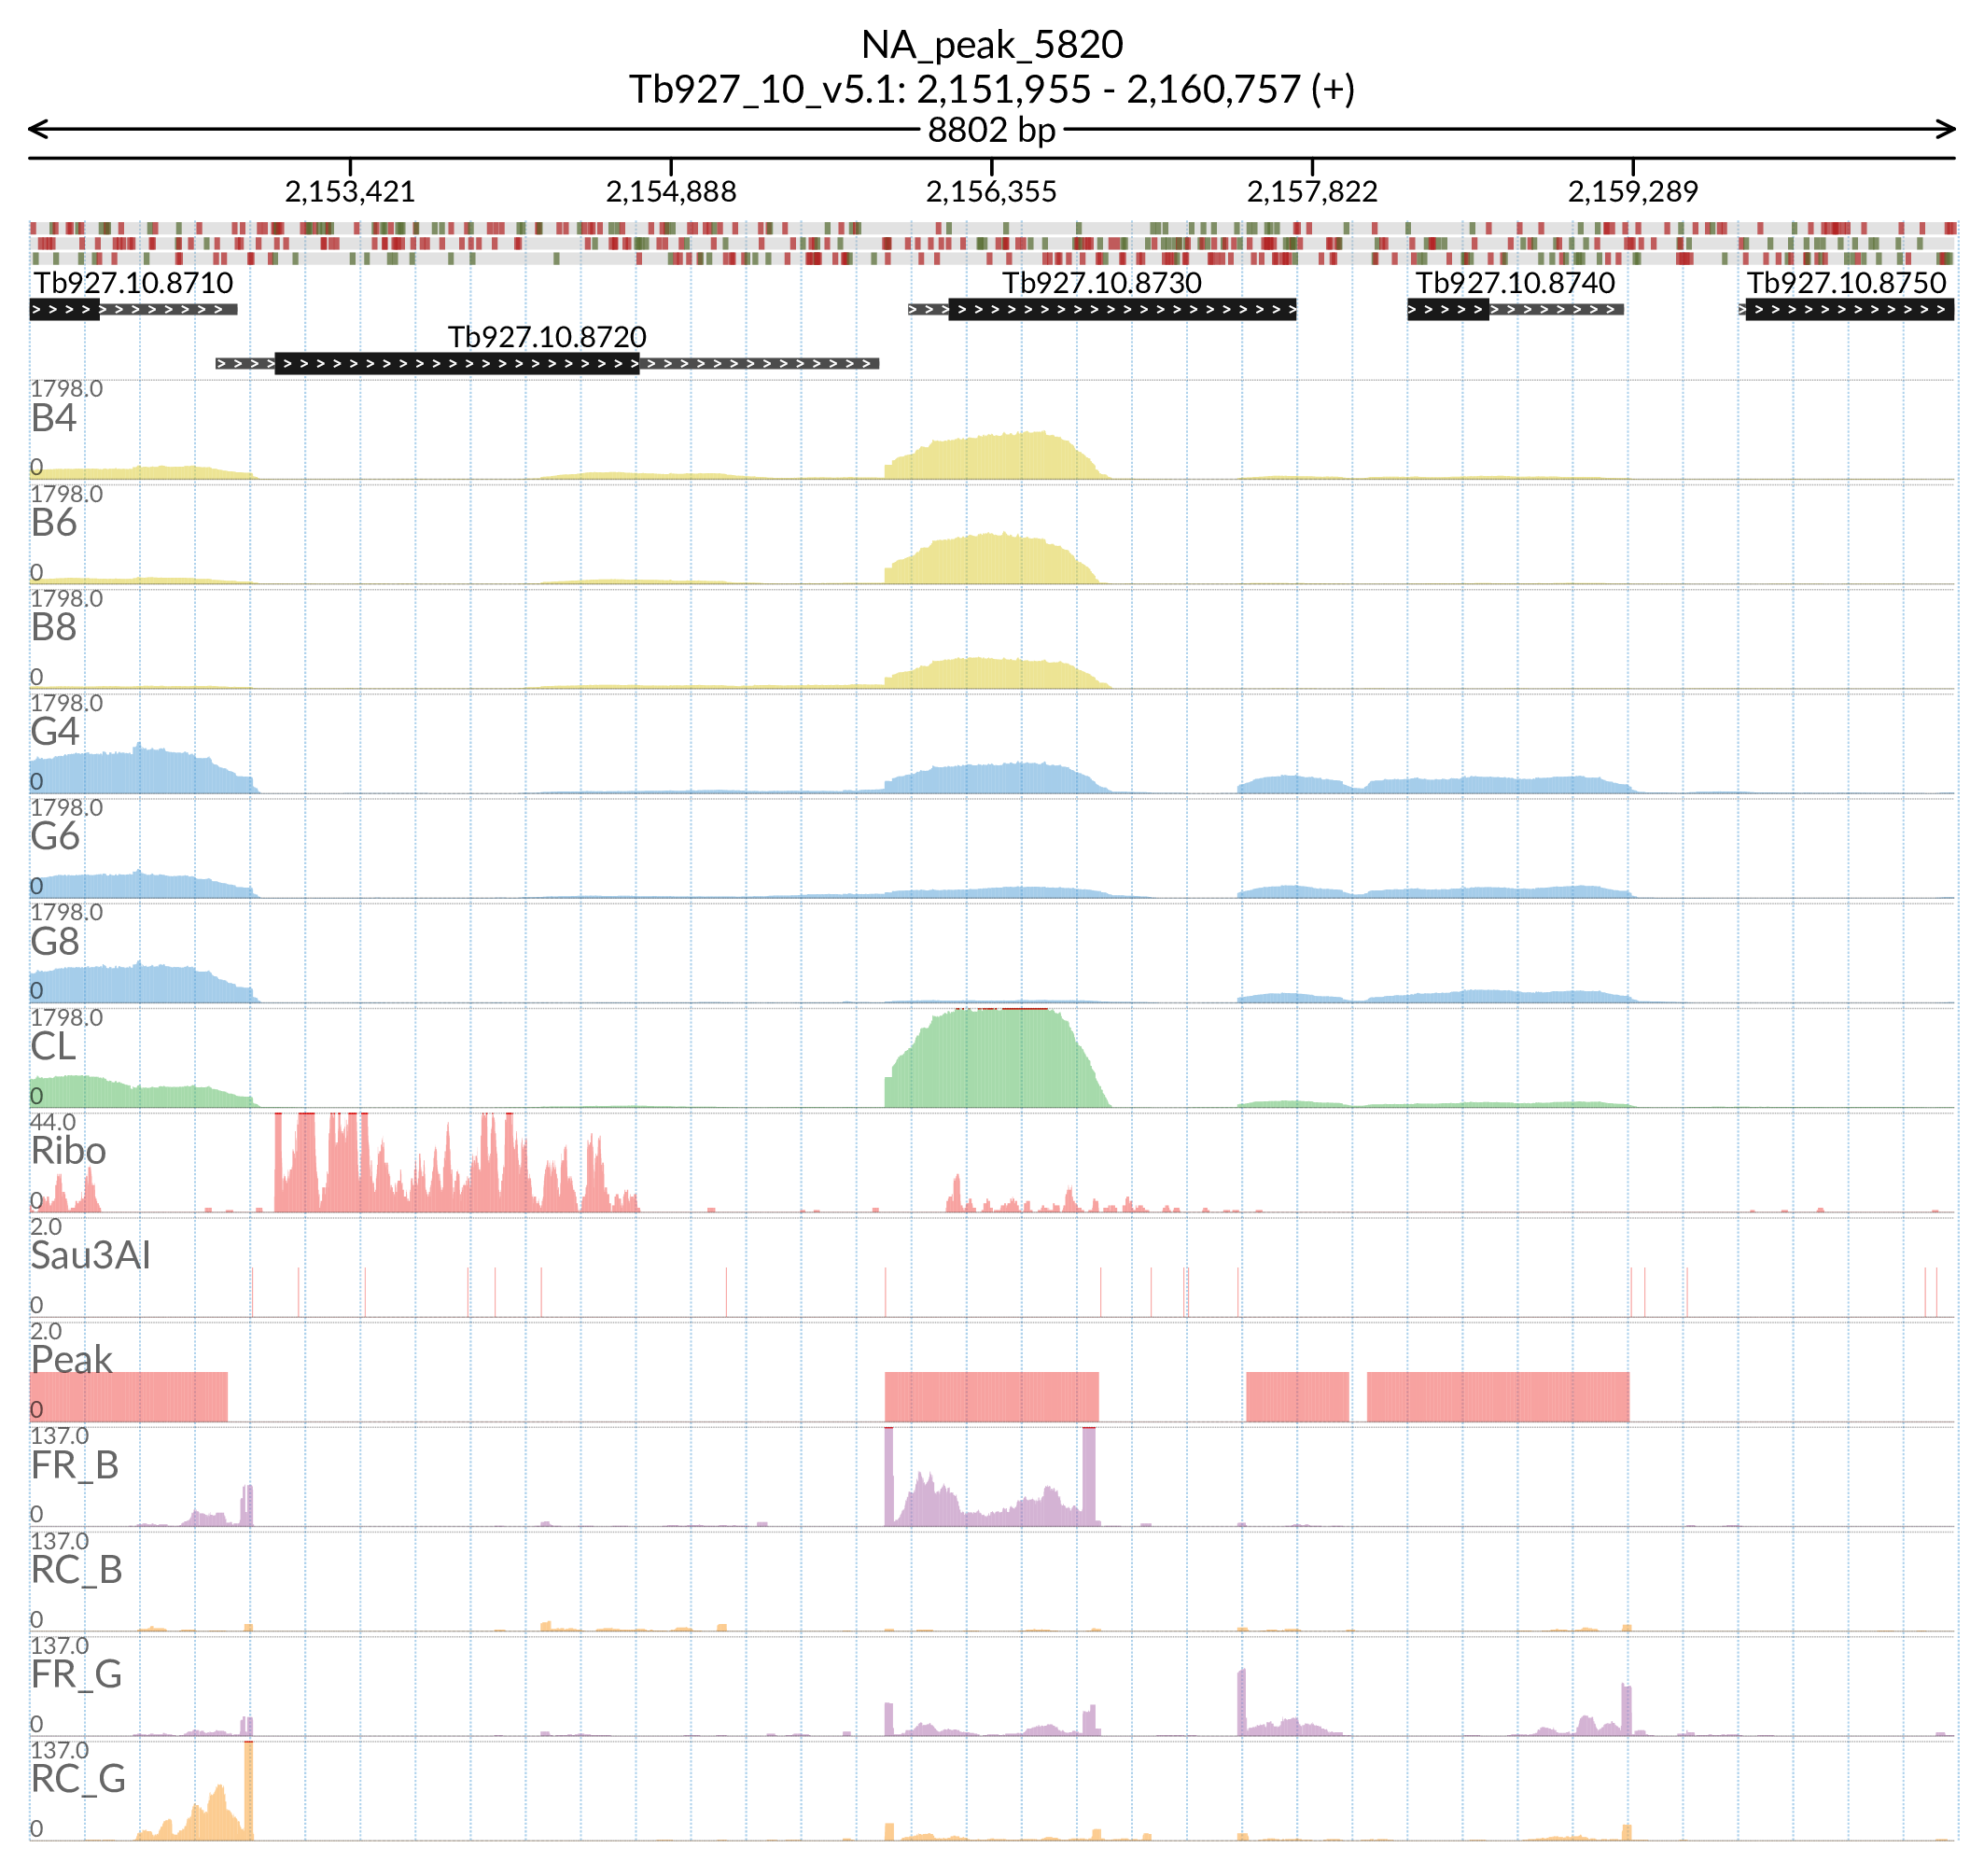 NA_peak_5820
Tb927_10_v5.1: 2,151,955 - 2,160,757 (+)
8802 bp
2,153,421 2,154,888 2,156,355 2,157,822 2,159,289
Tb927.10.8710 Tb927.10.8730 Tb927.10.8740 Tb927.10.8750
Tb927.10.8720
1798.0
B4
0
1798.0
B6
0
1798.0
B8
0
1798.0
G4
0
1798.0
G6
0
1798.0
G8
0
1798.0
CL
0
44.0
Ribo
0
2.0
Sau3AI
0
2.0
Peak
0
137.0
FR_B
0
137.0
RC_B
0
137.0
FR_G
0
137.0
RC_G
0